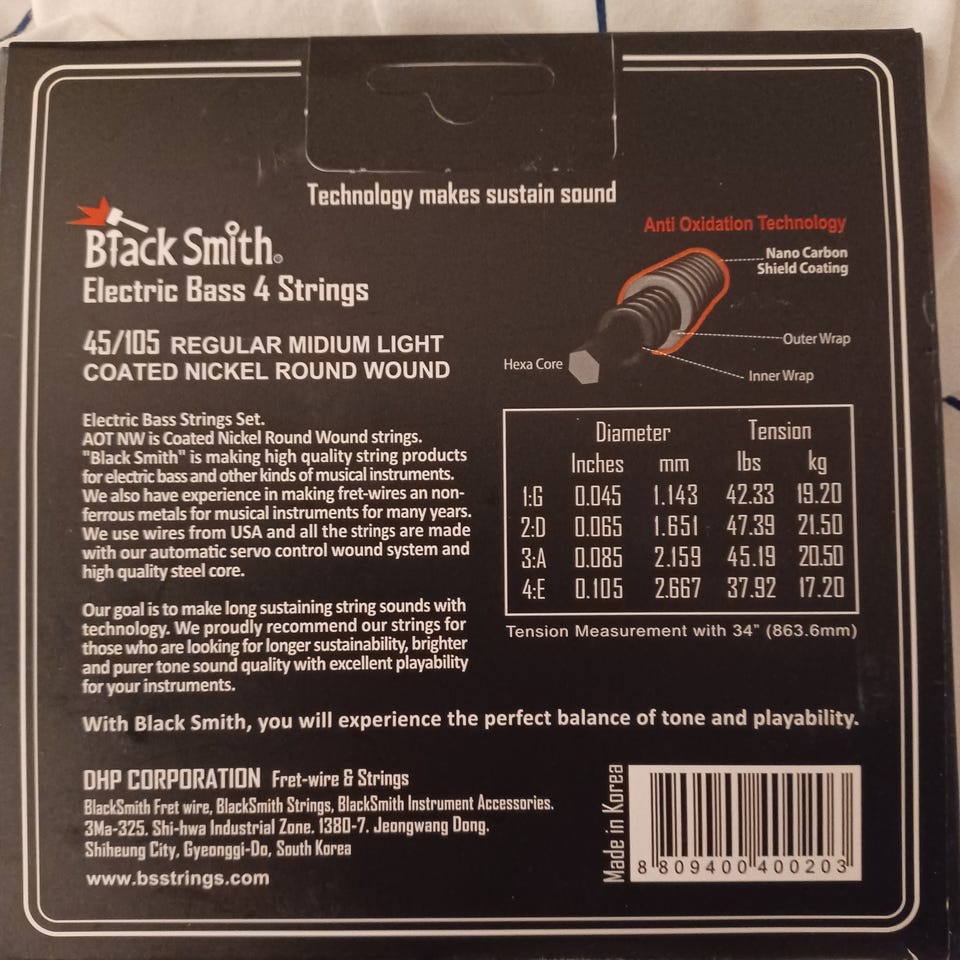 Technology makes sustain sound
Black Smith®
Electric Bass 4 Strings
45/105 REGULAR MIDIUM LIGHT
COATED NICKEL ROUND WOUND
Anti Oxidation Technology
Nano Carbon
Shield Coating
Outer Wrap
Hexa Core
Inner Wrap
Electric Bass Strings Set.
AOT NW is Coated Nickel Round Wound strings.
"Black Smith" is making high quality string products
for electric bass and other kinds of musical instruments.
We also have experience in making fret-wires an non-
ferrous metals for musical instruments for many years.
We use wires from USA and all the strings are made
with our automatic servo control wound system and
high quality steel core.
Our goal is to make long sustaining string sounds with
technology. We proudly recommend our strings for
those who are looking for longer sustainability, brighter
and purer tone sound quality with excellent playability
for your instruments.
Diameter Tension
Inches mm lbs kg
1:G 0.045 1.143 42.33 19.20
2:D 0.065 1.651 47.39 21.50
3:A 0.085 2.159 45.19 20.50
4:E 0.105 2.667 37.92 17.20
Tension Measurement with 34" (863.6mm)
With Black Smith, you will experience the perfect balance of tone and playability.
DHP CORPORATION Fret-wire & Strings
BlackSmith Fret wire, BlackSmith Strings, BlackSmith Instrument Accessories.
3Ma-325, Shi-hwa Industrial Zone. 1380-7. Jeongwang Dong.
Shiheung City, Gyeonggi-Do, South Korea
www.bsstrings.com
Made in Korea
8 809400 400203